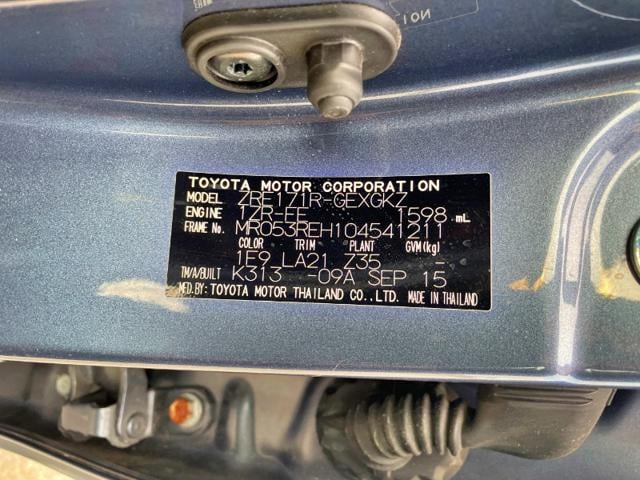 TOYOTA MOTOR CORPORATION
MODEL ZRE171R-GEXGKZ
ENGINE 1ZR-FE 1598 mL
FRAME No. MR053REH104541211
COLOR TRIM PLANT GVM(kg)
1F9 LA21 Z35 -
TM/A/BUILT K313 -09A SEP 15
MFD.BY: TOYOTA MOTOR THAILAND CO.,LTD. MADE IN THAILAND